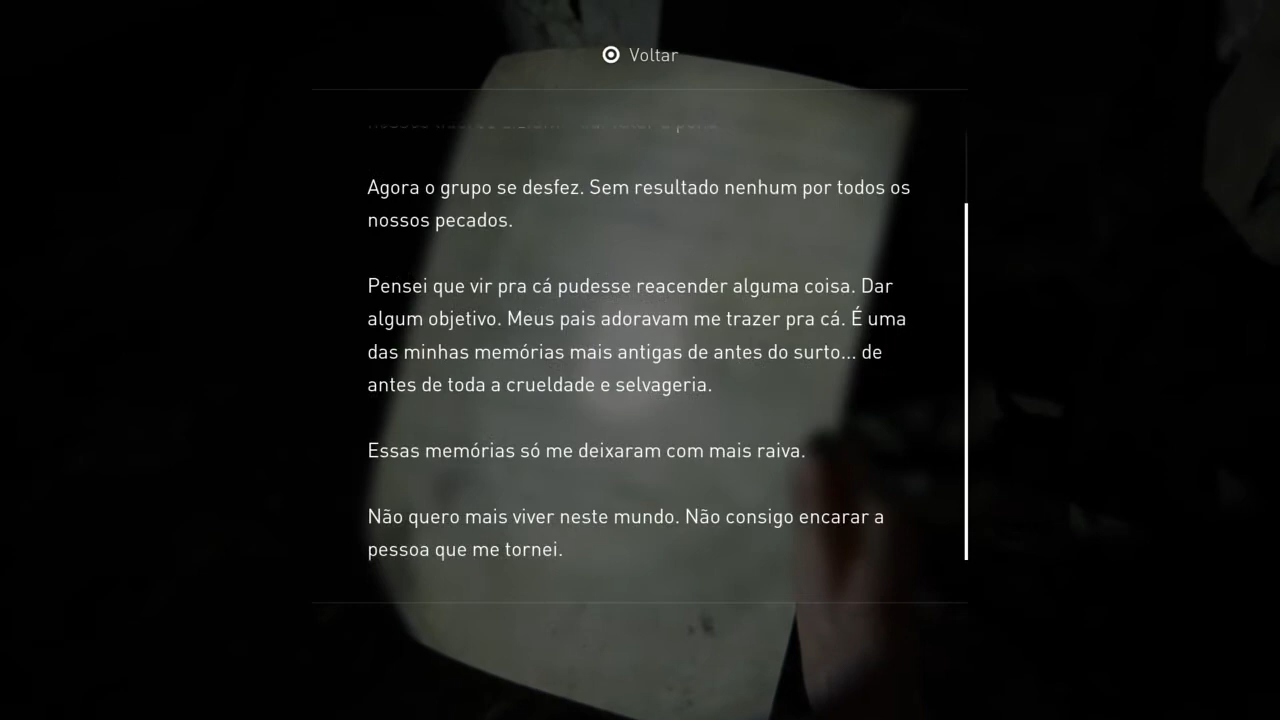 Voltar
Agora o grupo se desfez. Sem resultado nenhum por todos os
nossos pecados.
Pensei que vir pra cá pudesse reacender alguma coisa. Dar
algum objetivo. Meus pais adoravam me trazer pra cá. É uma
das minhas memórias mais antigas de antes do surto... de
antes de toda a crueldade e selvageria.
Essas memórias só me deixaram com mais raiva.
Não quero mais viver neste mundo. Não consigo encarar a
pessoa que me tornei.